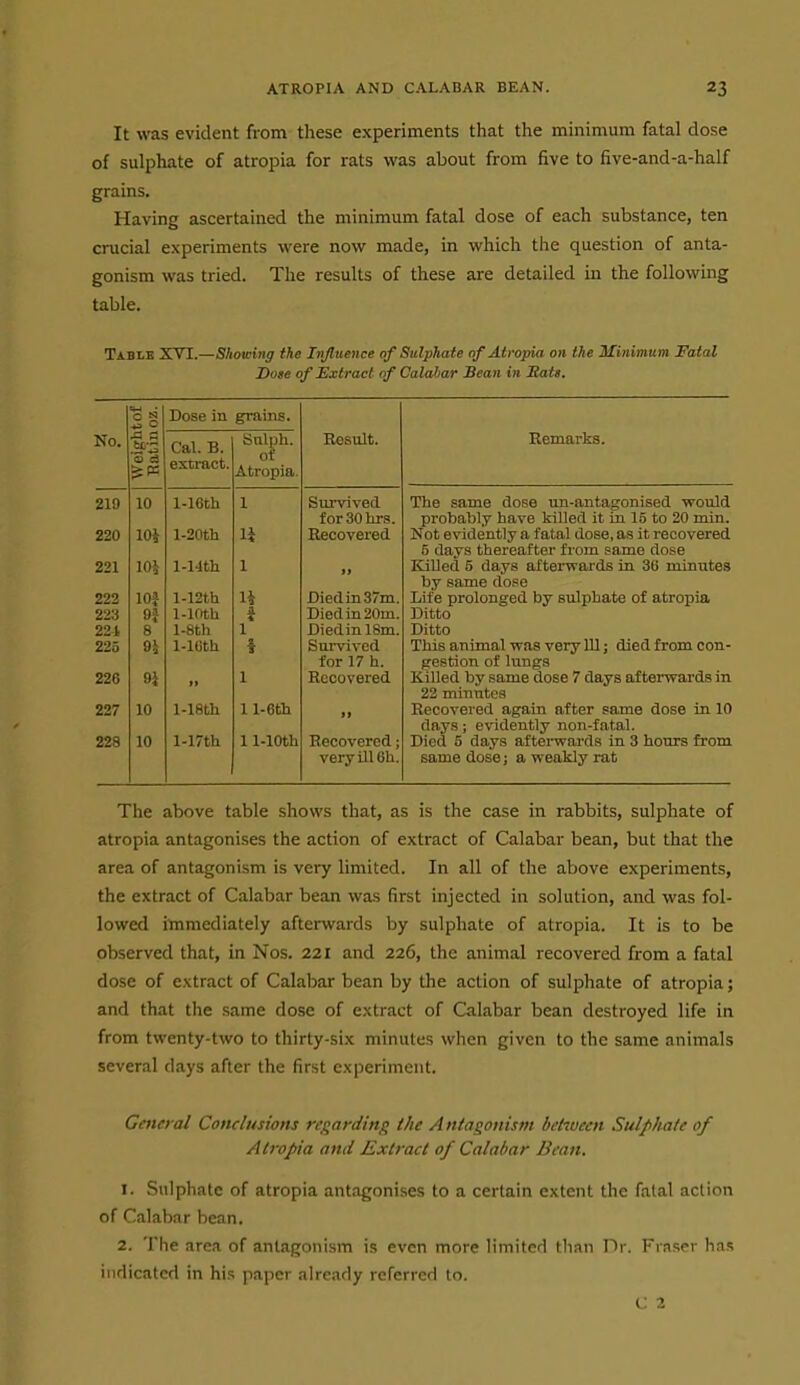 ATROPIA AND CALABAR BEAN. 23
It was evident from these experiments that the minimum fatal dose
of sulphate of atropia for rats was about from five to five-and-a-half
grains.
Having ascertained the minimum fatal dose of each substance, ten
crucial experiments were now made, in which the question of anta-
gonism was tried. The results of these are detailed in the following
table.
TABLE XVI.—Showing the Influence of Sulphate of Atropia on the Minimum Fatal
Dose of Extract of Calabar Bean in Rats.
No. Weight of Rat in oz. Dose in grains. Result. Remarks.
Cal. B. extract. Sulph. of Atropia.
219 10 1-16th 1 Survived The same dose un-antagonised would
for 30 hrs. probably have killed it in 15 to 20 min.
220 10½ 1-20th 1¼ Recovered Not evidently a fatal dose, as it recovered
5 days thereafter from same dose
221 10½ 1-14th 1 „ Killed 5 days afterwards in 36 minutes
by same dose
222 10¾ 1-12th 1½ Died in 37m. Life prolonged by sulphate of atropia
223 9¾ 1-10th ¾ Died in 20m. Ditto
224 8 1-8th 1 Died in 18m. Ditto
225 9½ 1-16th Survived This animal was very ill; died from con-
for 17 h. gestion of lungs
226 9¼ „ 1 Recovered Killed by same dose 7 days afterwards in
22 minutes
227 10 1-18th 1 1-6th „ Recovered again after same dose in 10
days; evidently non-fatal.
228 10 1-17th 1 1-10th Recovered; Died 5 days afterwards in 3 hours from
very ill 6h. same dose; a weakly rat
The above table shows that, as is the case in rabbits, sulphate of
atropia antagonises the action of extract of Calabar bean, but that the
area of antagonism is very limited. In all of the above experiments,
the extract of Calabar bean was first injected in solution, and was fol-
lowed immediately afterwards by sulphate of atropia. It is to be
observed that, in Nos. 221 and 226, the animal recovered from a fatal
dose of extract of Calabar bean by the action of sulphate of atropia;
and that the same dose of extract of Calabar bean destroyed life in
from twenty-two to thirty-six minutes when given to the same animals
several days after the first experiment.
General Conclusions regarding the Antagonism between Sulphate of
Atropia and Extract of Calabar Bean.
1. Sulphate of atropia antagonises to a certain extent the fatal action
of Calabar bean.
2. The area of antagonism is even more limited than Dr. Fraser has
indicated in his paper already referred to.
C 2